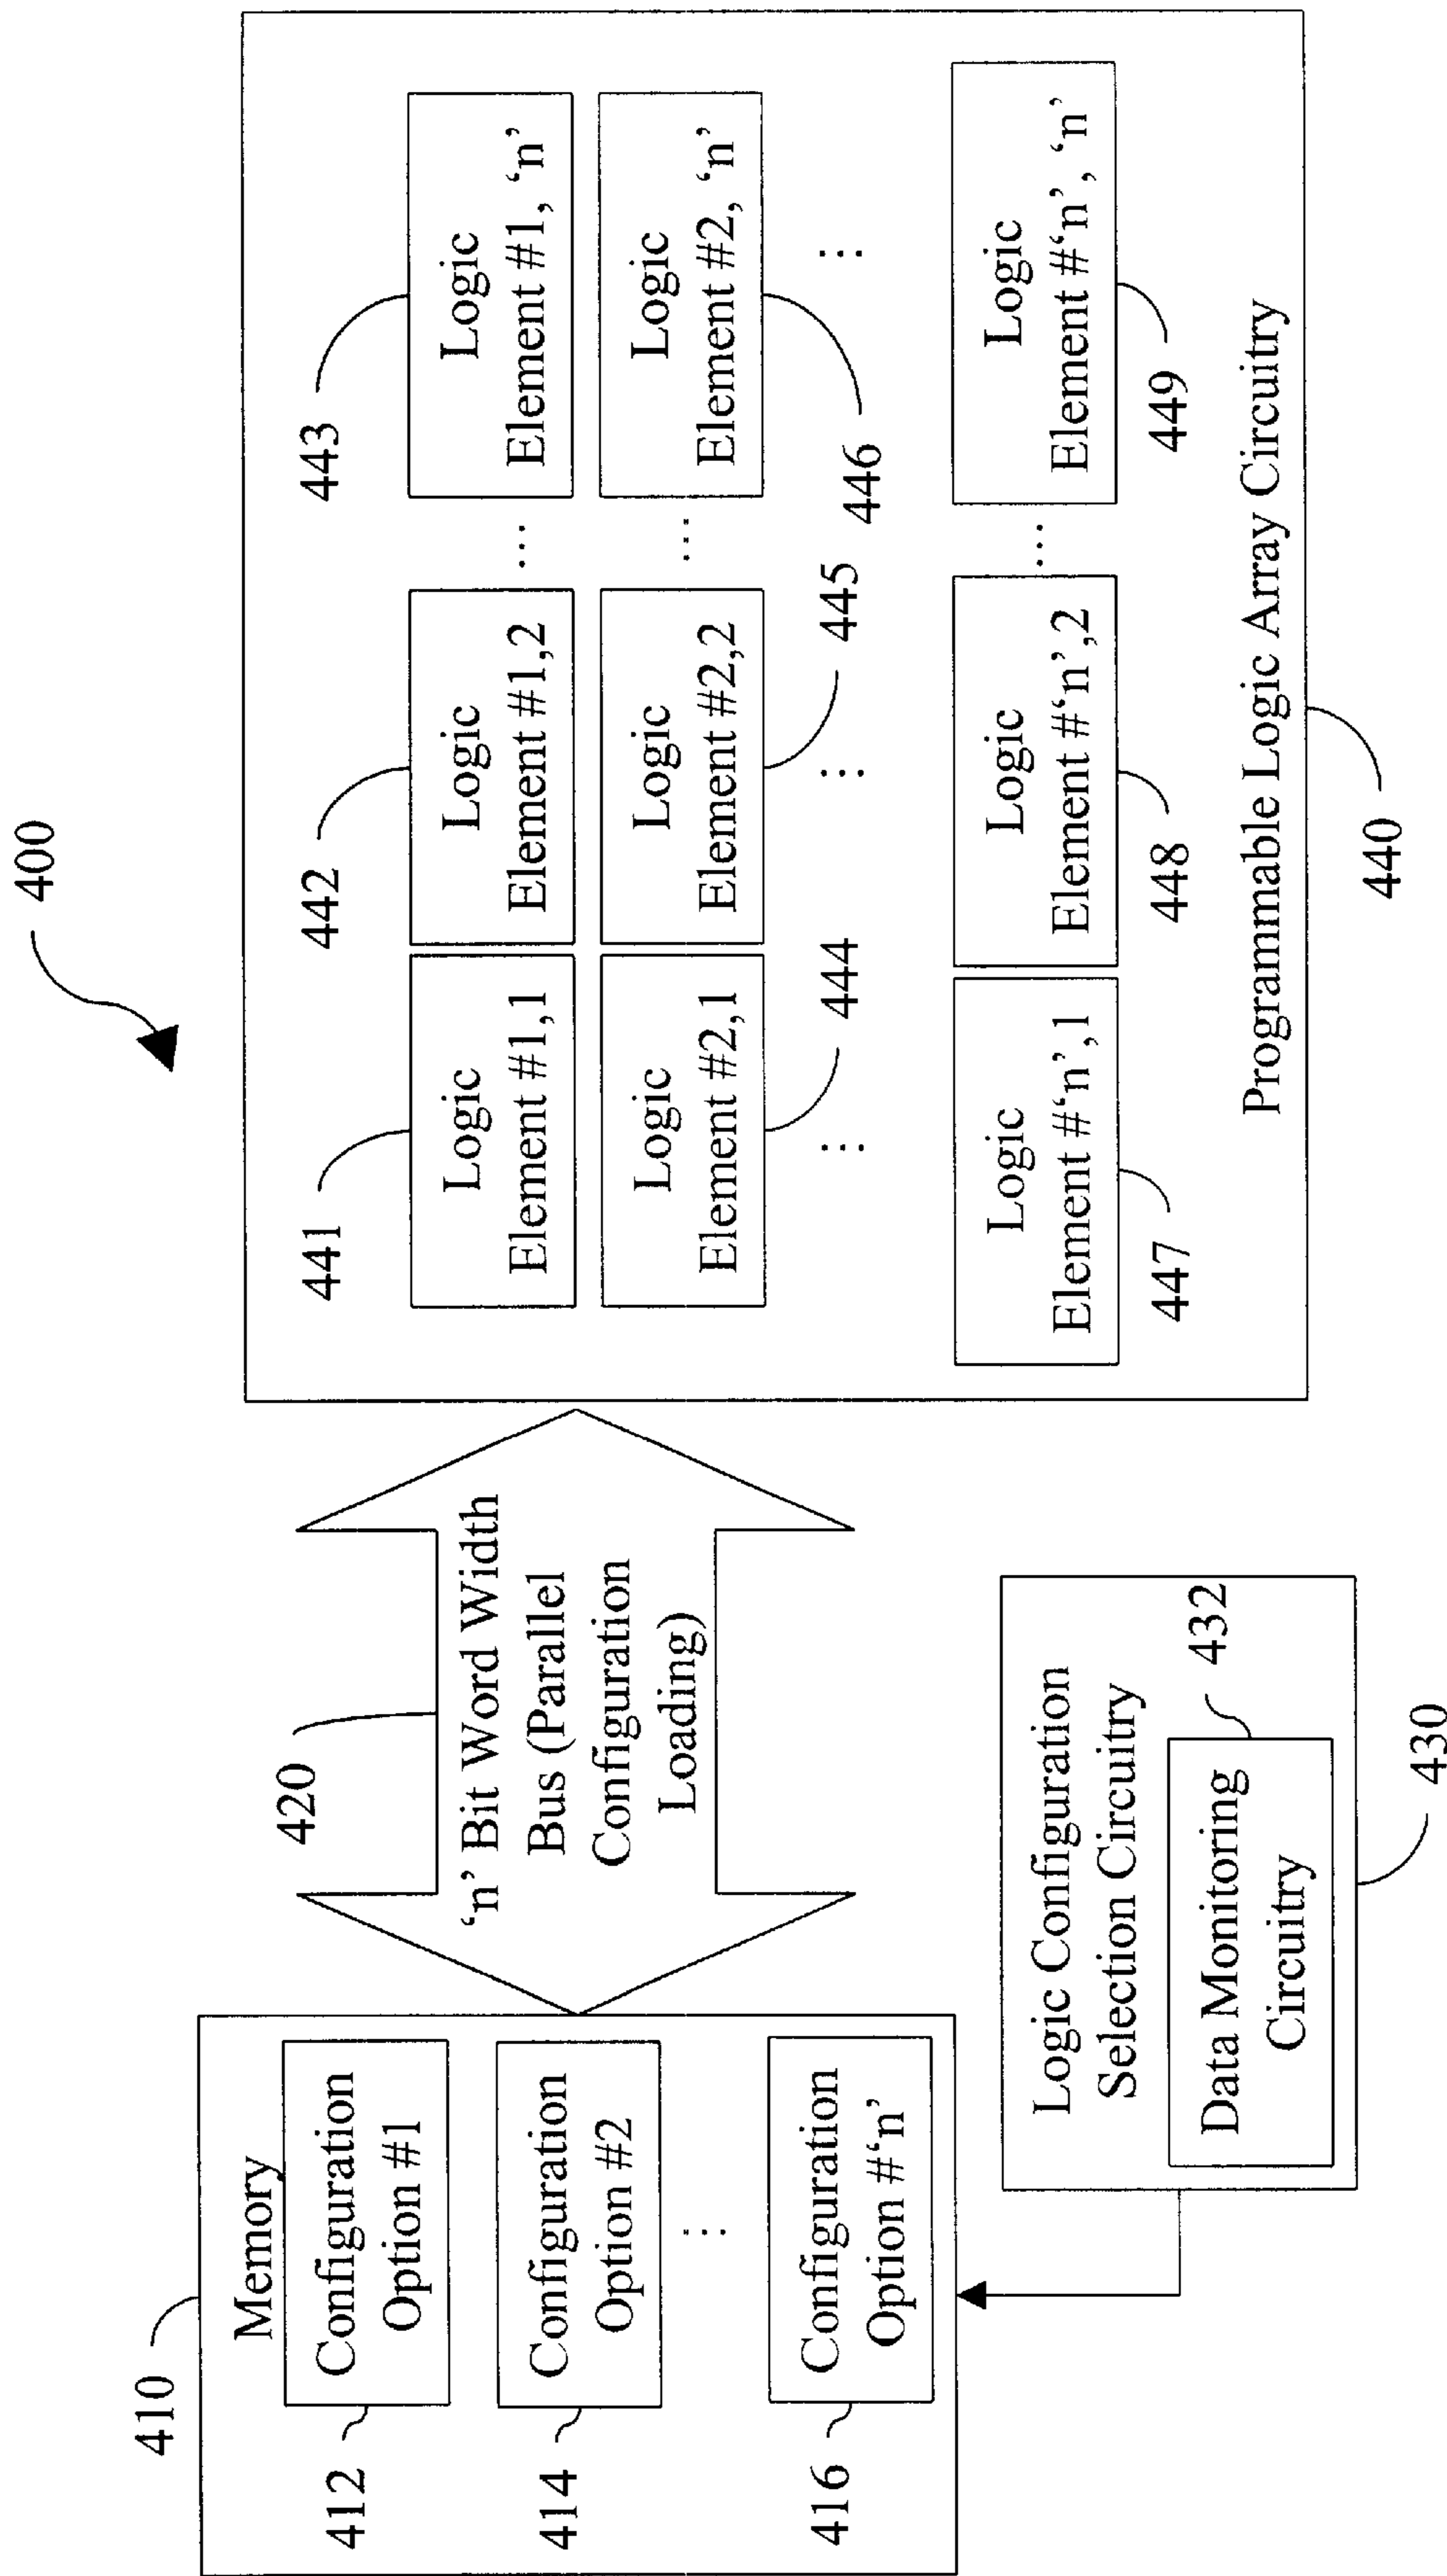 400
410
Memory
412
Configuration
Option #1
414
Configuration
Option #2
⋮
416
Configuration
Option #‘n’
420
‘n’ Bit Word Width
Bus (Parallel
Configuration
Loading)
Logic Configuration
Selection Circuitry
432
Data Monitoring
Circuitry
430
441
442
443
Logic
Element #1,1
Logic
Element #1,2
...
Logic
Element #1, ‘n’
Logic
Element #2,1
Logic
Element #2,2
...
Logic
Element #2, ‘n’
⋮
444
⋮
445
446
⋮
Logic
Element #‘n’,1
Logic
Element #‘n’,2
...
Logic
Element #‘n’, ‘n’
447
448
449
Programmable Logic Array Circuitry
440